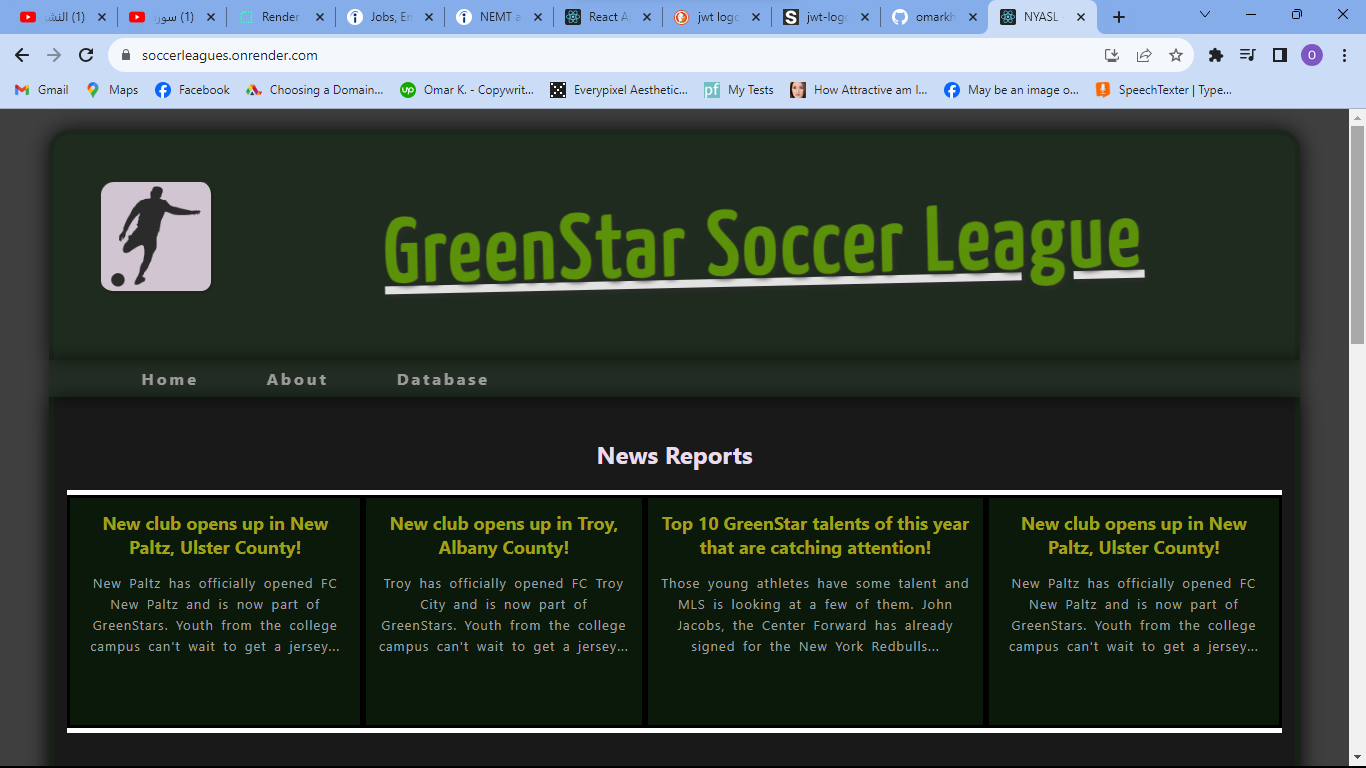 (1) النشا
(1) سور
Render
Jobs, En
NEMT a
React A
jwt logo
jwt-logo
omarkh
NYASL
soccerleagues.onrender.com
O
Gmail
Maps
Facebook
Choosing a Domain...
Omar K. - Copywrit...
Everypixel Aesthetic...
My Tests
How Attractive am I...
May be an image o...
SpeechTexter | Type...
GreenStar Soccer League
Home About Database
News Reports
New club opens up in New
Paltz, Ulster County!
New Paltz has officially opened FC
New Paltz and is now part of
GreenStars. Youth from the college
campus can't wait to get a jersey...
New club opens up in Troy,
Albany County!
Troy has officially opened FC Troy
City and is now part of
GreenStars. Youth from the college
campus can't wait to get a jersey...
Top 10 GreenStar talents of this year
that are catching attention!
Those young athletes have some talent and
MLS is looking at a few of them. John
Jacobs, the Center Forward has already
signed for the New York Redbulls...
New club opens up in New
Paltz, Ulster County!
New Paltz has officially opened FC
New Paltz and is now part of
GreenStars. Youth from the college
campus can't wait to get a jersey...